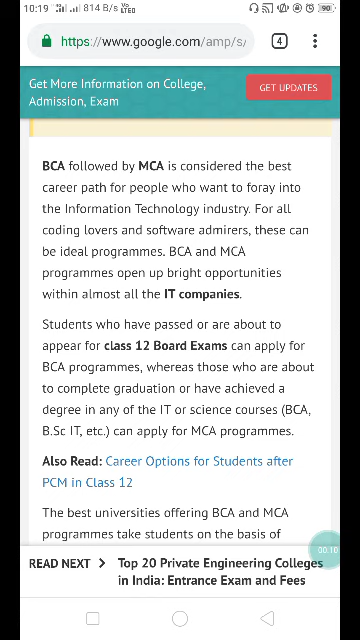 10:19 814 B/s VoLTED 90
https://www.google.com/amp/s/ 4
Get More Information on College,
Admission, Exam
GET UPDATES
BCA followed by MCA is considered the best
career path for people who want to foray into
the Information Technology industry. For all
coding lovers and software admirers, these can
be ideal programmes. BCA and MCA
programmes open up bright opportunities
within almost all the IT companies.
Students who have passed or are about to
appear for class 12 Board Exams can apply for
BCA programmes, whereas those who are about
to complete graduation or have achieved a
degree in any of the IT or science courses (BCA,
B.Sc IT, etc.) can apply for MCA programmes.
Also Read: Career Options for Students after
PCM in Class 12
The best universities offering BCA and MCA
programmes take students on the basis of
00:10
READ NEXT > Top 20 Private Engineering Colleges
in India: Entrance Exam and Fees